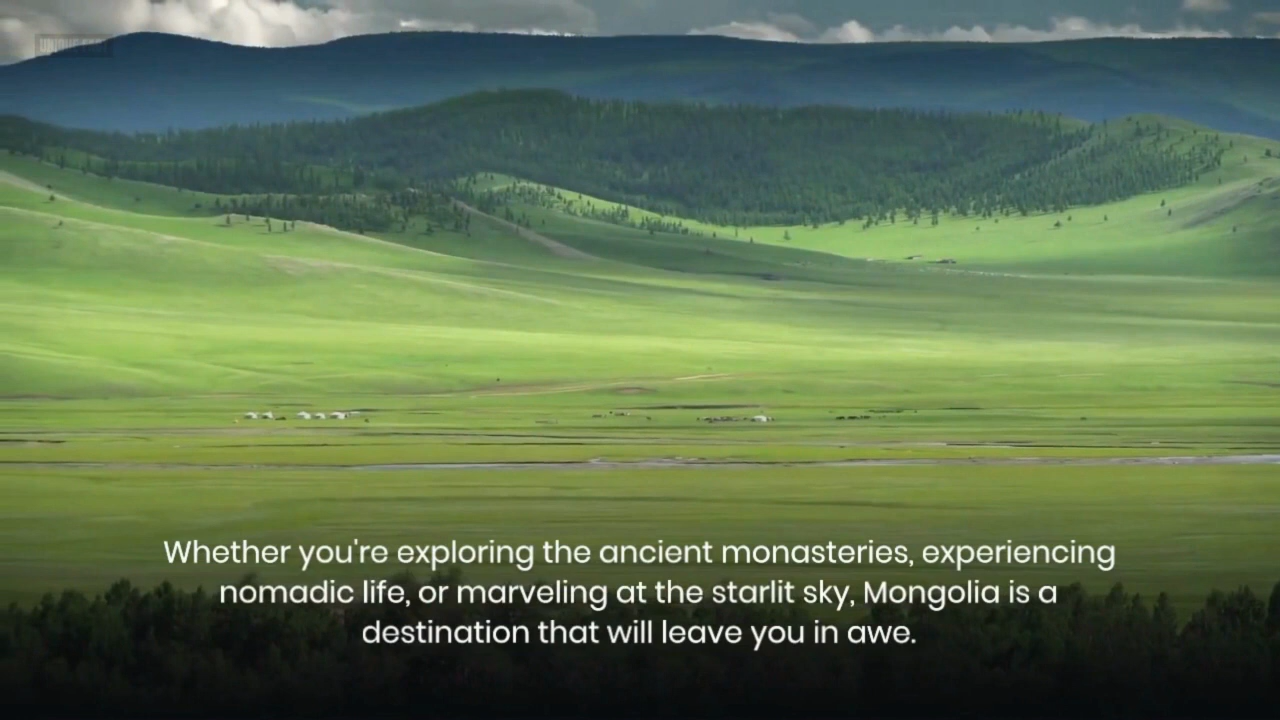 Whether you're exploring the ancient monasteries, experiencing
nomadic life, or marveling at the starlit sky, Mongolia is a
destination that will leave you in awe.